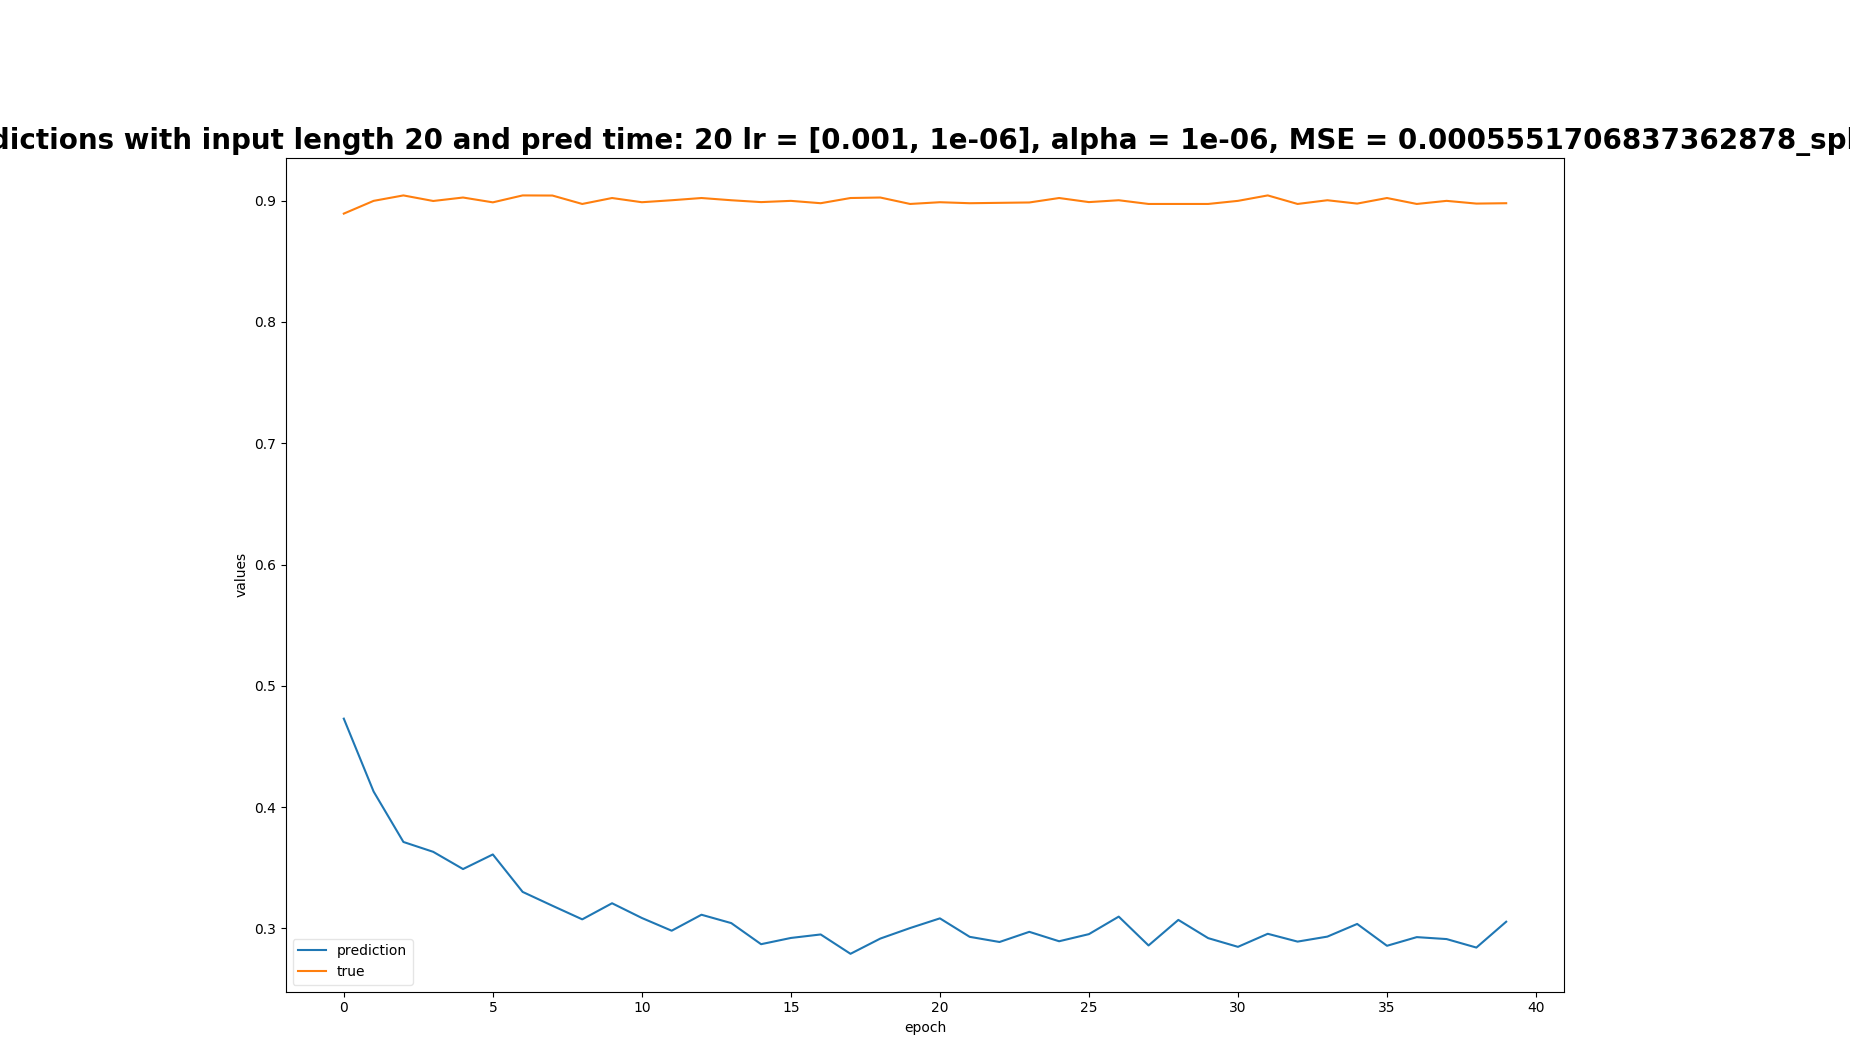 dictions with input length 20 and pred time: 20 lr = [0.001, 1e-06], alpha = 1e-06, MSE = 0.0005551706837362878_spl
0.9
0.8
0.7
0.6
0.5
0.4
0.3
values
prediction
true
0 5 10 15 20 25 30 35 40
epoch